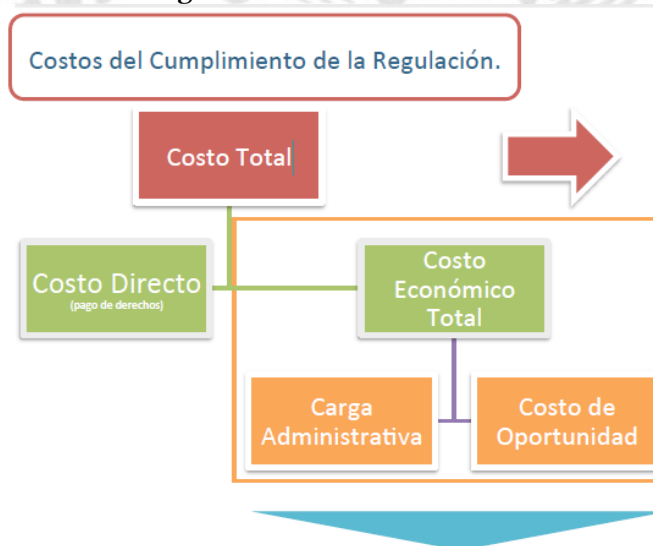 Costos del Cumplimiento de la Regulación.
Costo Total
Costo Directo
(pago de derechos)
Costo
Económico
Total
Carga
Administrativa
Costo de
Oportunidad